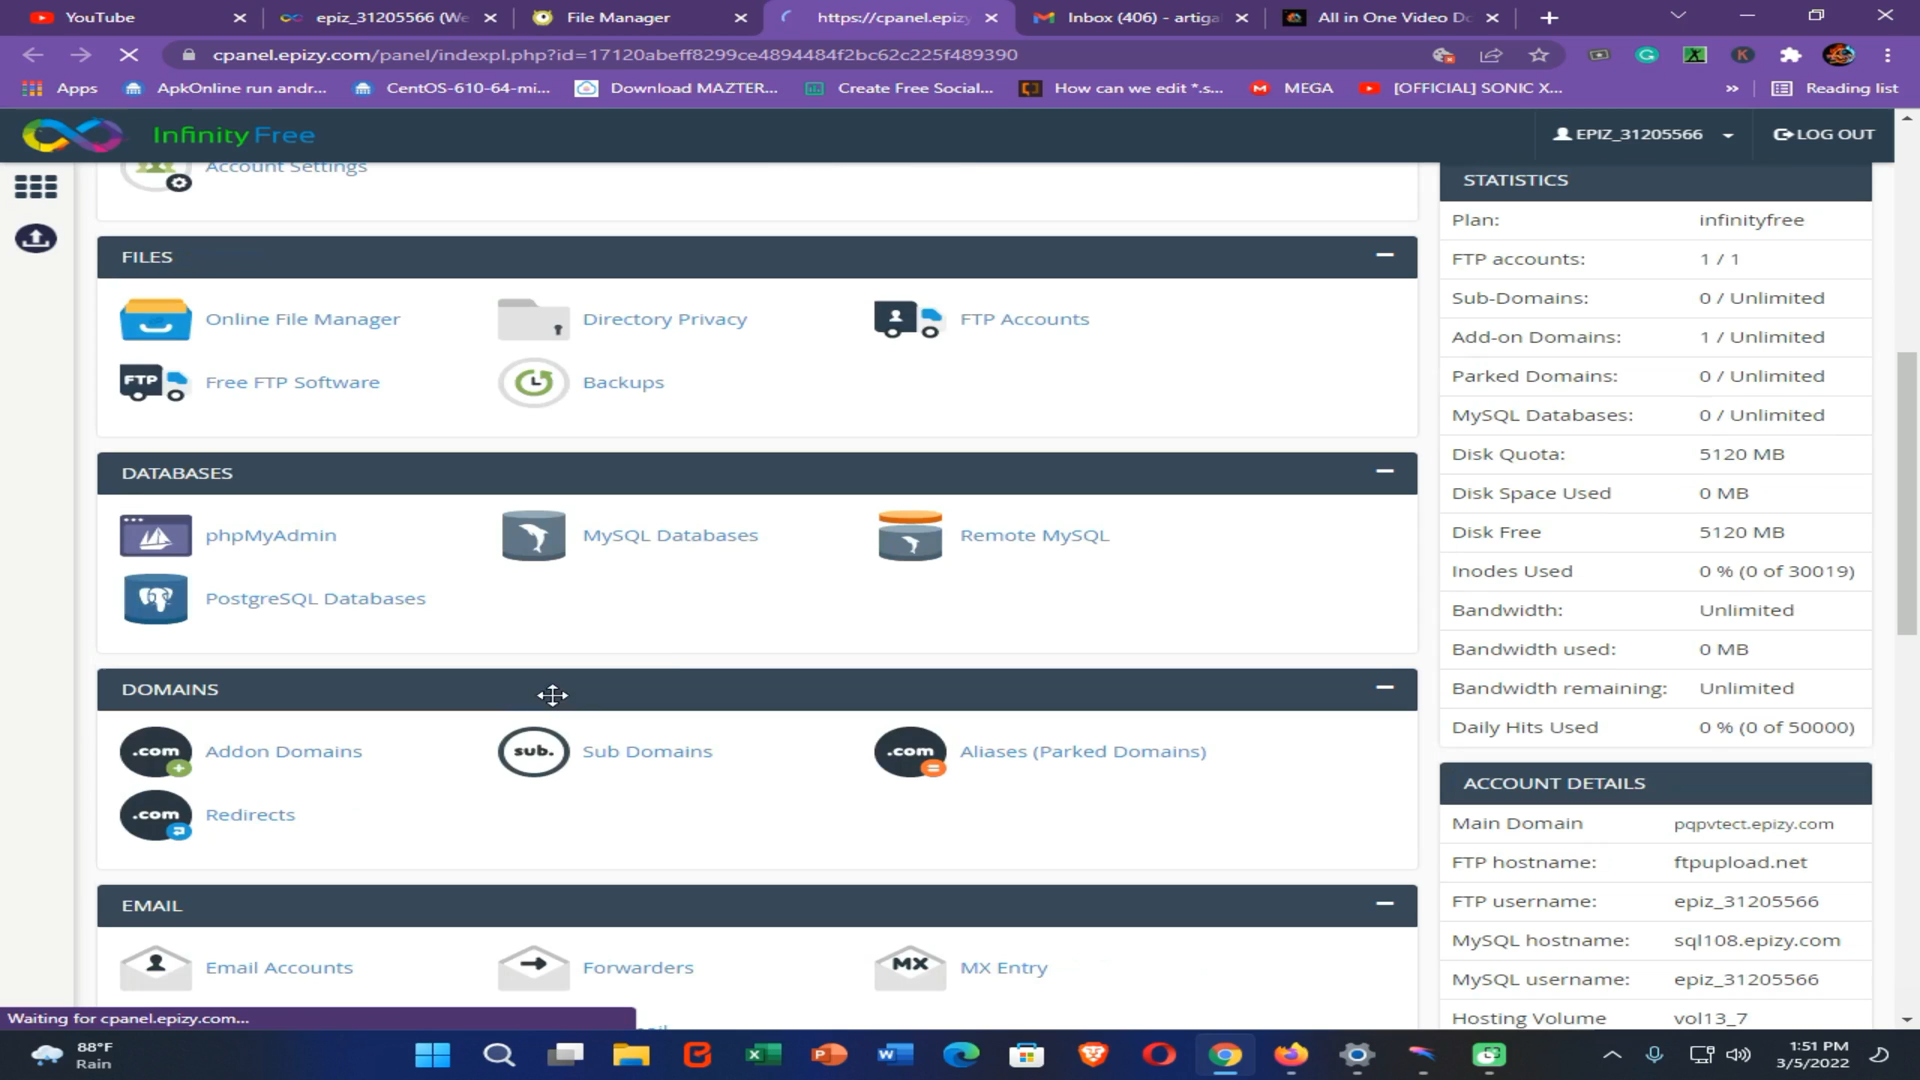 YouTube
epiz_31205566 (We
File Manager
https://cpanel.epizy
Inbox (406) - artiga
All in One Video Do
cpanel.epizy.com/panel/indexpl.php?id=17120abeff8299ce4894484f2bc62c225f489390
Apps
ApkOnline run andr...
CentOS-610-64-mi...
Download MAZTER...
Create Free Social...
How can we edit *.s...
MEGA
[OFFICIAL] SONIC X...
»
Reading list
InfinityFree
EPIZ_31205566
LOG OUT
Account Settings
FILES
Online File Manager
Directory Privacy
FTP Accounts
FTP
Free FTP Software
Backups
DATABASES
phpMyAdmin
MySQL Databases
Remote MySQL
PostgreSQL Databases
DOMAINS
.com
Addon Domains
sub.
Sub Domains
.com
Aliases (Parked Domains)
.com
Redirects
EMAIL
Email Accounts
Forwarders
MX
MX Entry
STATISTICS
Plan: infinityfree
FTP accounts: 1 / 1
Sub-Domains: 0 / Unlimited
Add-on Domains: 1 / Unlimited
Parked Domains: 0 / Unlimited
MySQL Databases: 0 / Unlimited
Disk Quota: 5120 MB
Disk Space Used 0 MB
Disk Free 5120 MB
Inodes Used 0 % (0 of 30019)
Bandwidth: Unlimited
Bandwidth used: 0 MB
Bandwidth remaining: Unlimited
Daily Hits Used 0 % (0 of 50000)
ACCOUNT DETAILS
Main Domain pqpvtect.epizy.com
FTP hostname: ftpupload.net
FTP username: epiz_31205566
MySQL hostname: sql108.epizy.com
MySQL username: epiz_31205566
Hosting Volume vol13_7
Waiting for cpanel.epizy.com...
88°F
Rain
1:51 PM
3/5/2022